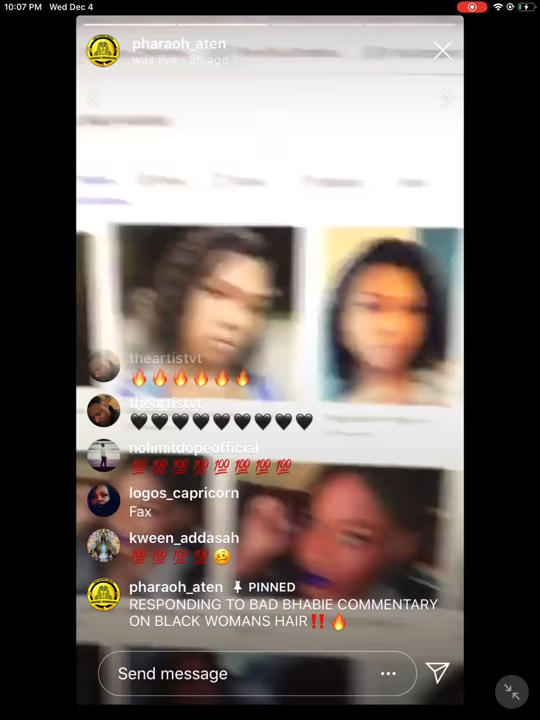 10:07 PM Wed Dec 4
pharaoh_aten
was live · 2h ago
theartistvt
🔥🔥🔥🔥🔥🔥
theartistvt
🖤🖤🖤🖤🖤🖤🖤🖤🖤
nolimitdopeofficial
💯💯💯💯💯💯💯💯
logos_capricorn
Fax
kween_addasah
💯💯💯💯🥴
pharaoh_aten PINNED
RESPONDING TO BAD BHABIE COMMENTARY
ON BLACK WOMANS HAIR‼️🔥
Send message